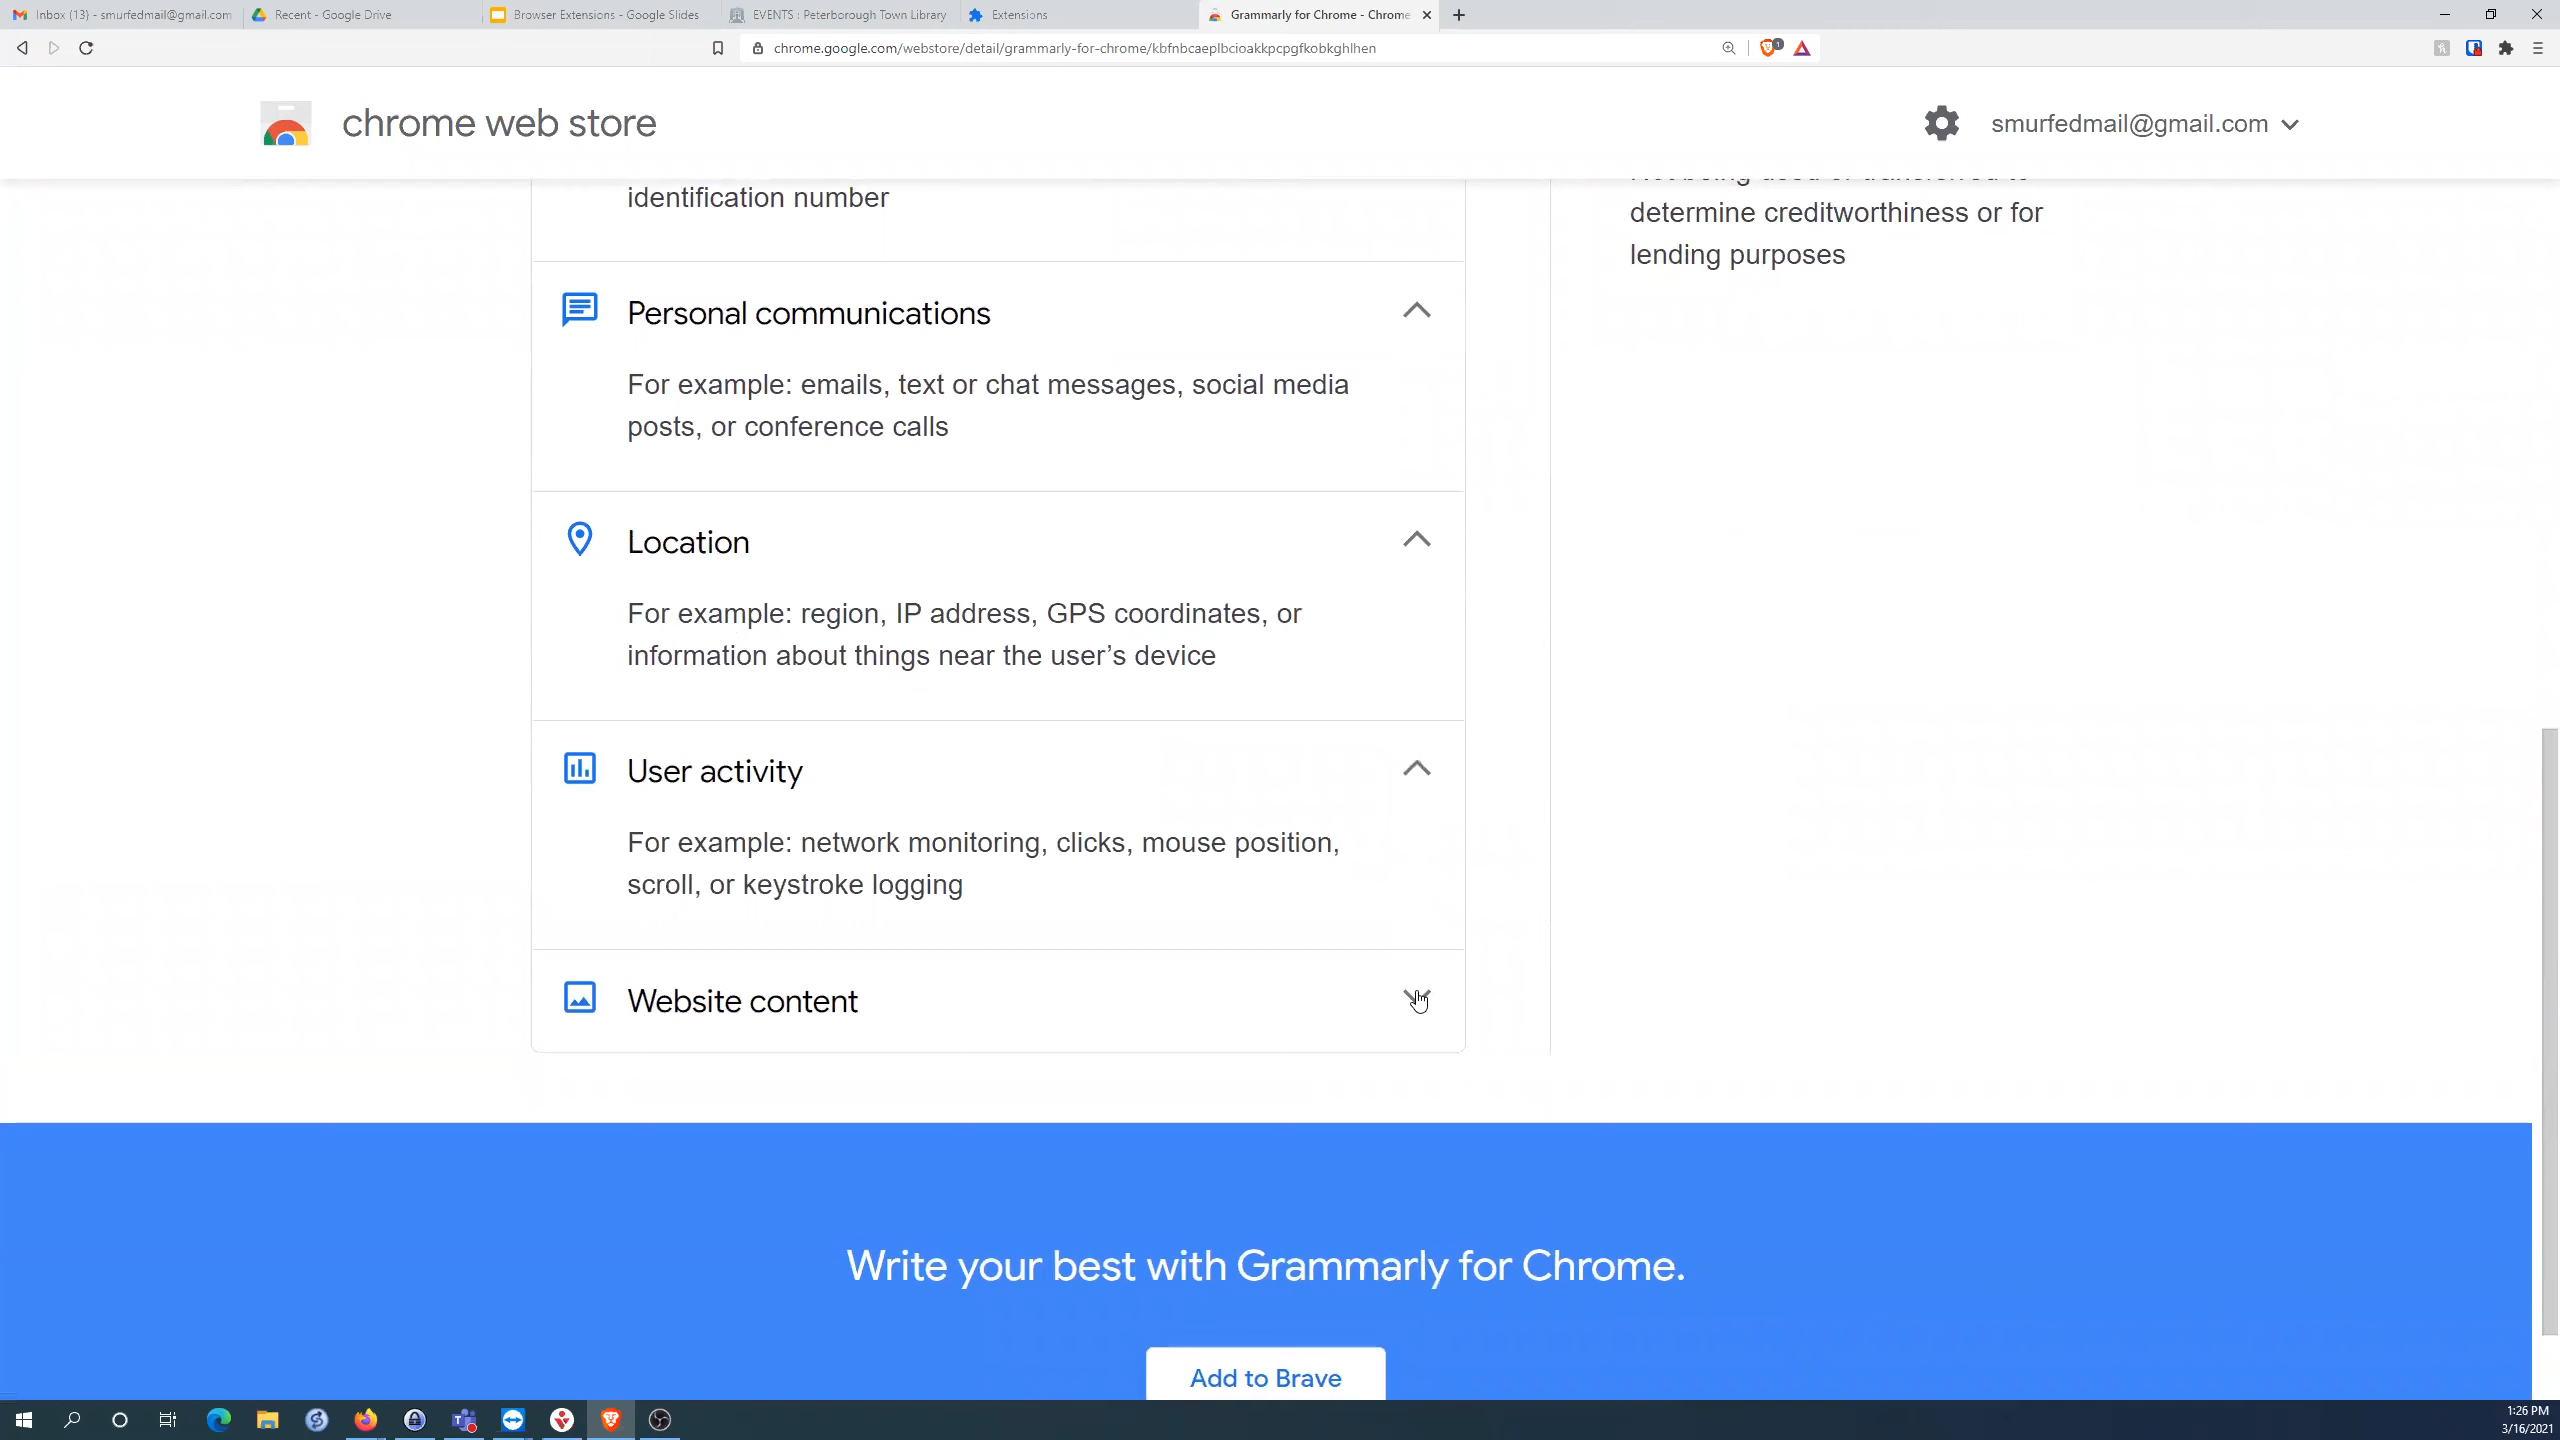 Inbox (13) - smurfedmail@gmail.com
Recent - Google Drive
Browser Extensions - Google Slides
EVENTS : Peterborough Town Library
Extensions
Grammarly for Chrome - Chrome
chrome.google.com/webstore/detail/grammarly-for-chrome/kbfnbcaeplbcioakkpcpgfkobkghlhen
1
chrome web store
smurfedmail@gmail.com
identification number
determine creditworthiness or for
lending purposes
Personal communications
For example: emails, text or chat messages, social media
posts, or conference calls
Location
For example: region, IP address, GPS coordinates, or
information about things near the user’s device
User activity
For example: network monitoring, clicks, mouse position,
scroll, or keystroke logging
Website content
Write your best with Grammarly for Chrome.
Add to Brave
1:26 PM
3/16/2021